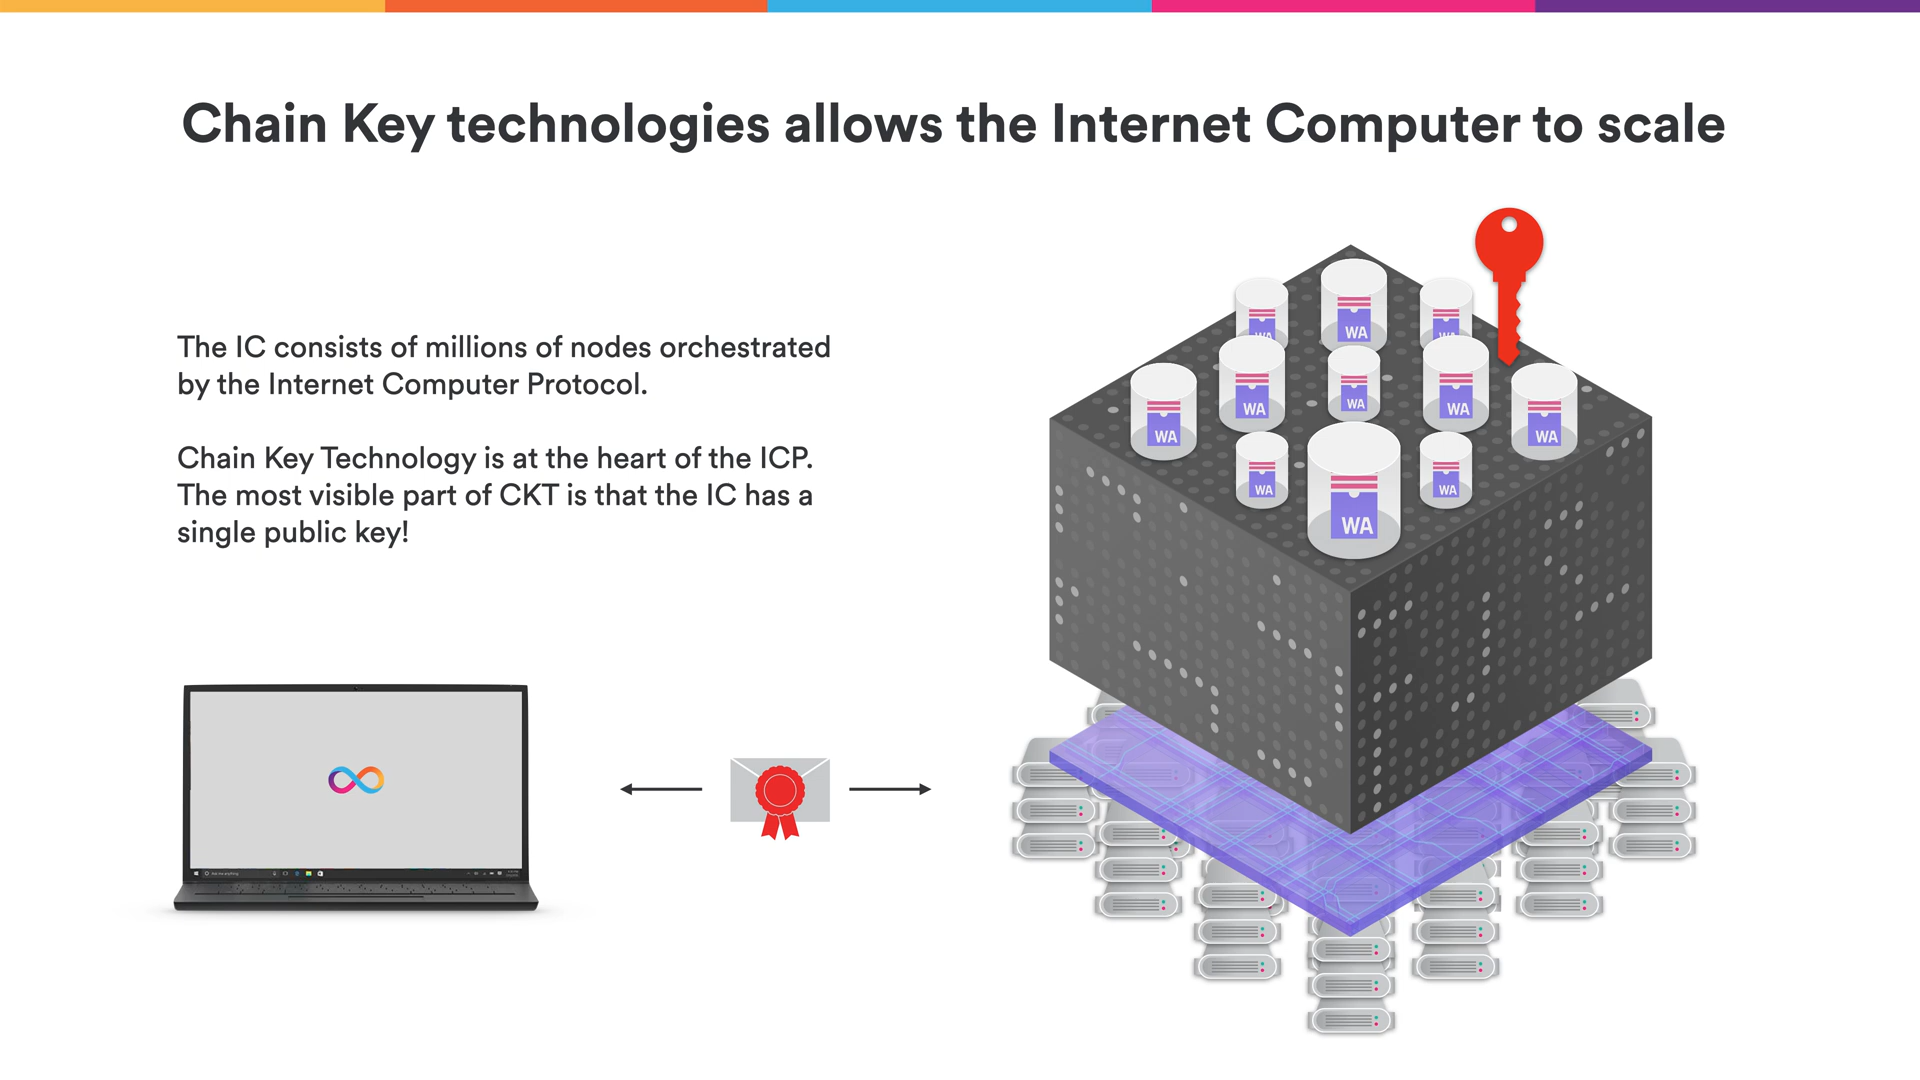 Chain Key technologies allows the Internet Computer to scale
The IC consists of millions of nodes orchestrated
by the Internet Computer Protocol.
Chain Key Technology is at the heart of the ICP.
The most visible part of CKT is that the IC has a
single public key!
WA
WA
WA
WA
WA
WA
WA
WA
WA
WA
WA